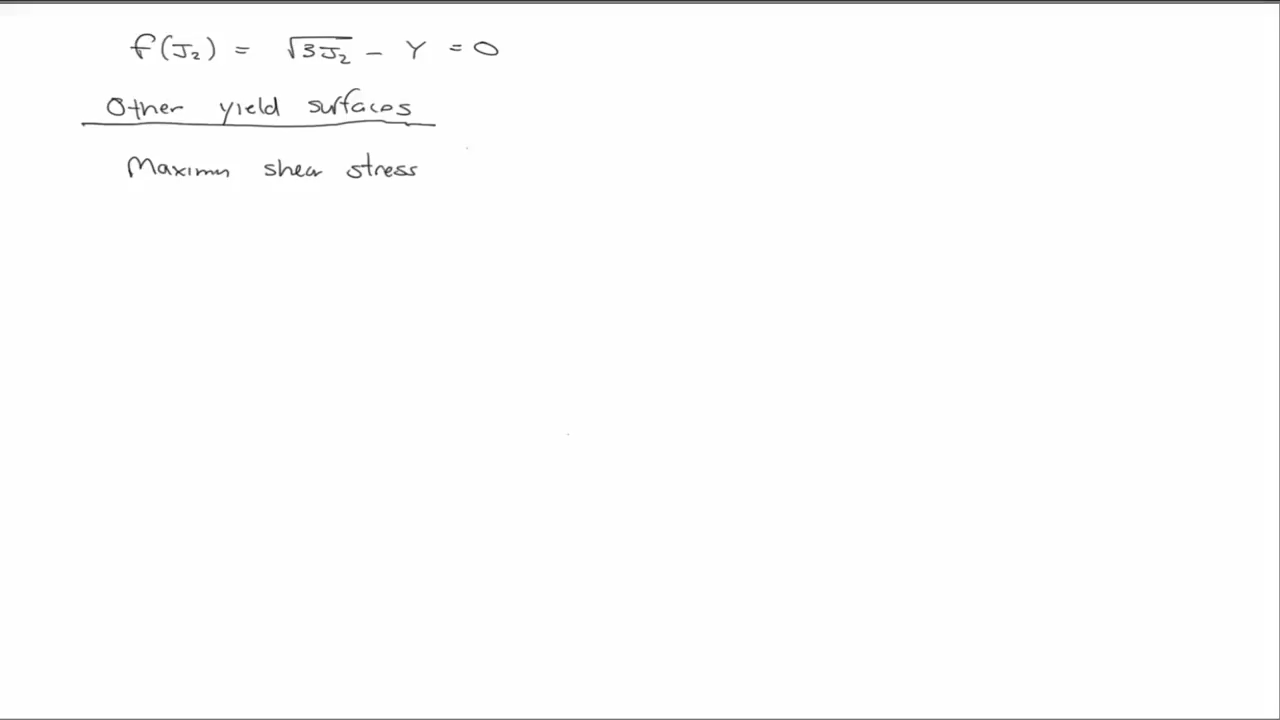 f(J₂) = √3J₂ - Y = 0
Other yield surfaces
Maximum shear stress